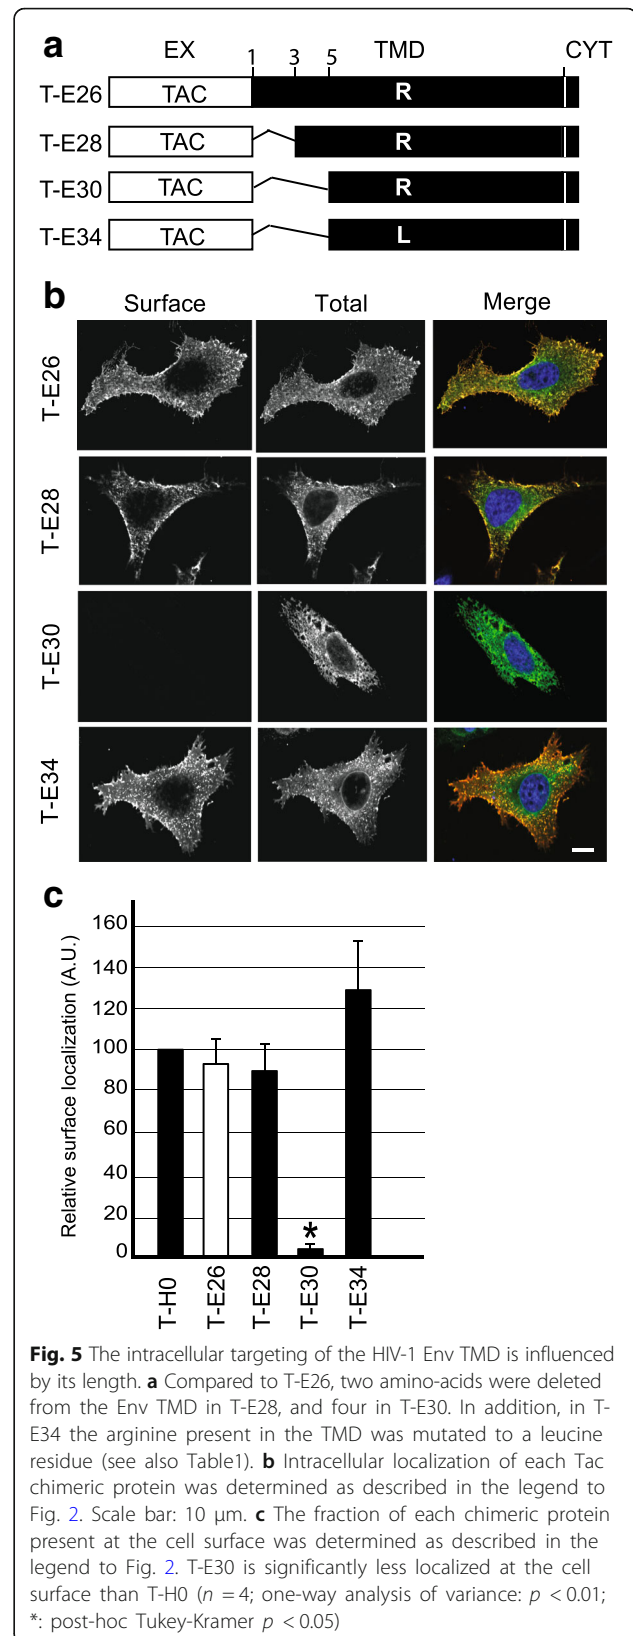 a EX 1 3 5 TMD CYT
T-E26 TAC R
T-E28 TAC R
T-E30 TAC R
T-E34 TAC L
b Surface Total Merge
T-E26
T-E28
T-E30
T-E34
c
Relative surface localization (A.U.)
160
140
120
100
80
60
40
20
0
*
T-H0 T-E26 T-E28 T-E30 T-E34
Fig. 5 The intracellular targeting of the HIV-1 Env TMD is influenced
by its length. a Compared to T-E26, two amino-acids were deleted
from the Env TMD in T-E28, and four in T-E30. In addition, in T-
E34 the arginine present in the TMD was mutated to a leucine
residue (see also Table1). b Intracellular localization of each Tac
chimeric protein was determined as described in the legend to
Fig. 2. Scale bar: 10 μm. c The fraction of each chimeric protein
present at the cell surface was determined as described in the
legend to Fig. 2. T-E30 is significantly less localized at the cell
surface than T-H0 (n = 4; one-way analysis of variance: p < 0.01;
*: post-hoc Tukey-Kramer p < 0.05)